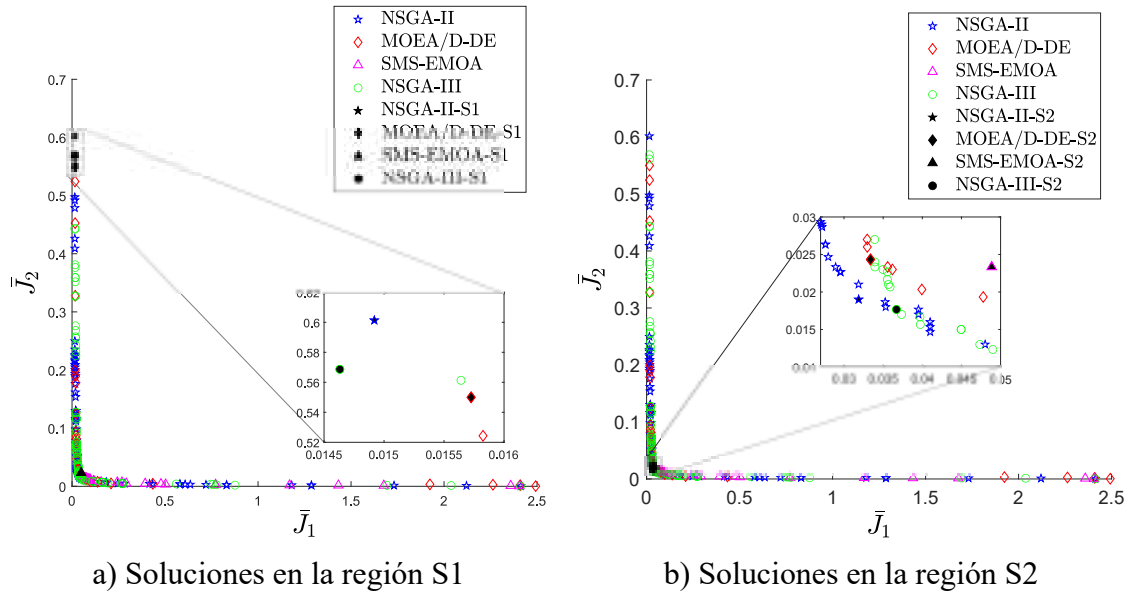 NSGA-II
MOEA/D-DE
SMS-EMOA
NSGA-III
NSGA-II-S1
MOEA/D-DE-S1
SMS-EMOA-S1
NSGA-III-S1
0.7
0.6
0.5
0.4
0.3
0.2
0.1
0
J̄₂
0.62
0.6
0.58
0.56
0.54
0.52
0.0145
0.015
0.0155
0.016
0
0.5
1
1.5
2
2.5
J̄₁
a) Soluciones en la región S1
NSGA-II
MOEA/D-DE
SMS-EMOA
NSGA-III
NSGA-II-S2
MOEA/D-DE-S2
SMS-EMOA-S2
NSGA-III-S2
0.7
0.6
0.5
0.4
0.3
0.2
0.1
0
J̄₂
0.03
0.025
0.02
0.015
0.01
0.03
0.035
0.04
0.045
0.05
0
0.5
1
1.5
2
2.5
J̄₁
b) Soluciones en la región S2